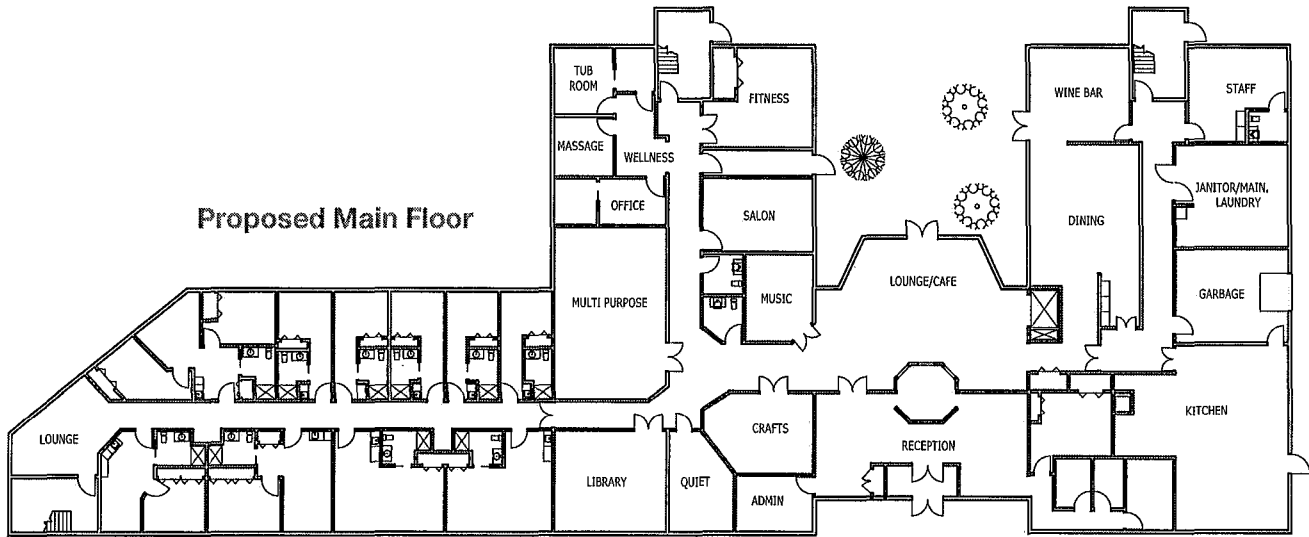 TUB
ROOM
FITNESS
WINE BAR
STAFF
MASSAGE
WELLNESS
JANITOR/MAIN,
LAUNDRY
OFFICE
SALON
DINING
Proposed Main Floor
MULTI PURPOSE
MUSIC
LOUNGE/CAFE
GARBAGE
KITCHEN
LOUNGE
CRAFTS
RECEPTION
LIBRARY
QUIET
ADMIN